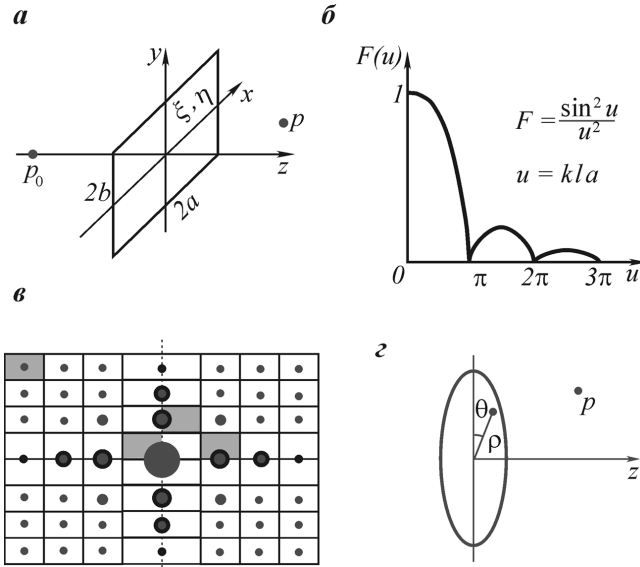 а
y
ξ, η
x
p
p₀
z
2b
2a
б
F(u)
1
F = sin² u / u²
u = kla
0
π
2π
3π
u
в
г
θ
ρ
p
z